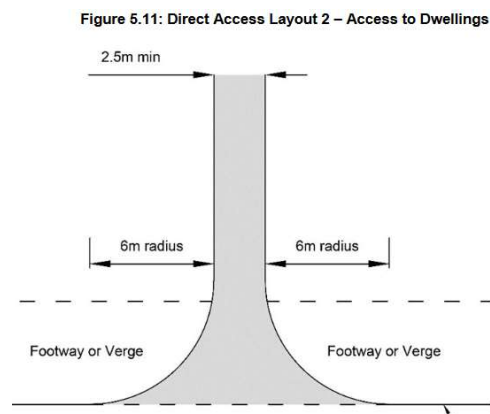 Figure 5.11: Direct Access Layout 2 – Access to Dwellings
2.5m min
6m radius
6m radius
Footway or Verge
Footway or Verge